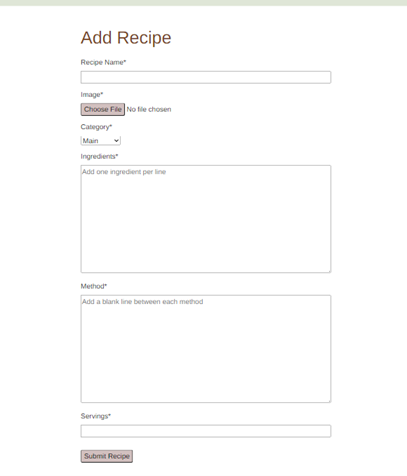 Add Recipe
Recipe Name*
Image*
Choose File No file chosen
Category*
Main
Ingredients*
Add one ingredient per line
Method*
Add a blank line between each method
Servings*
Submit Recipe